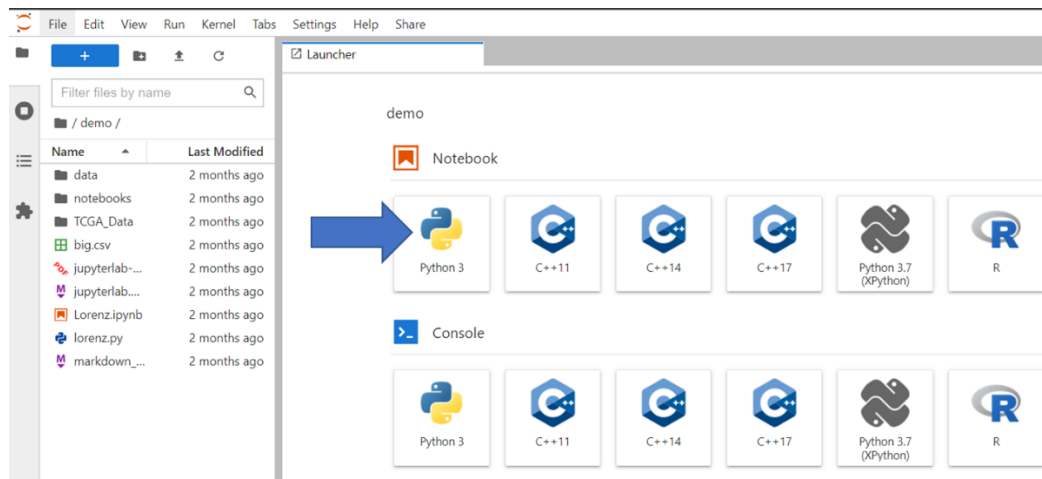 File Edit View Run Kernel Tabs Settings Help Share
+
Launcher
Filter files by name
/ demo /
Name Last Modified
data 2 months ago
notebooks 2 months ago
TCGA_Data 2 months ago
big.csv 2 months ago
jupyterlab-... 2 months ago
jupyterlab.... 2 months ago
Lorenz.ipynb 2 months ago
lorenz.py 2 months ago
markdown_... 2 months ago
demo
Notebook
C++ C++ C++ R
Python 3 C++11 C++14 C++17 Python 3.7 R
(XPython)
>_ Console
C++ C++ C++ R
Python 3 C++11 C++14 C++17 Python 3.7 R
(XPython)